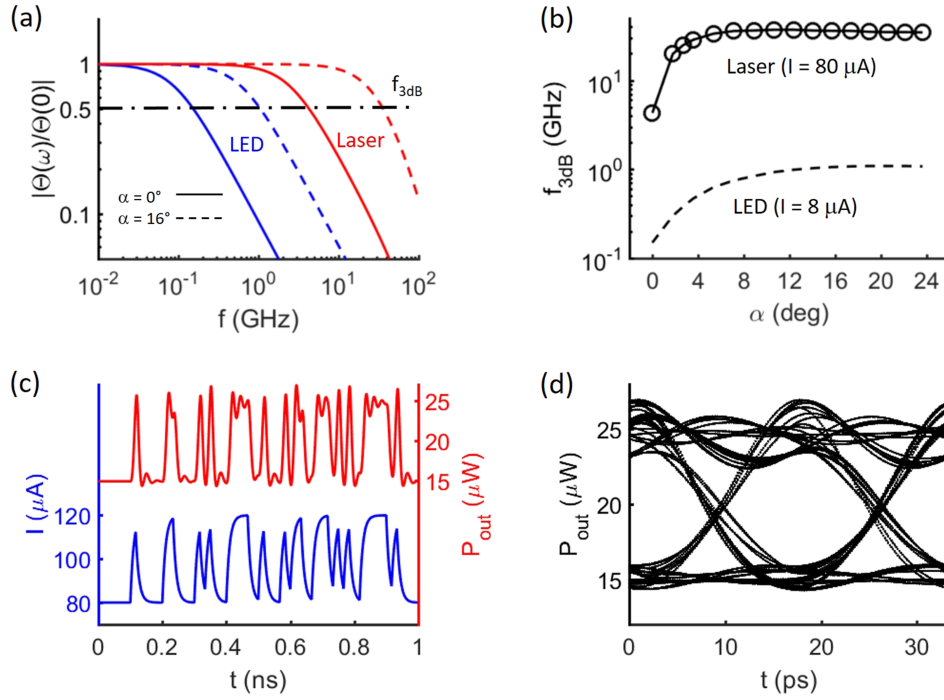 (a)
|Θ(ω)/Θ(0)|
1
0.5
0.1
f3dB
LED
Laser
α = 0°
α = 16°
10⁻² 10⁻¹ 10⁰ 10¹ 10²
f (GHz)
(b)
f3dB (GHz)
10¹
10⁰
10⁻¹
Laser (I = 80 μA)
LED (I = 8 μA)
0 4 8 12 16 20 24
α (deg)
(c)
I (μA)
120
100
80
25
20
15
Pout (μW)
0 0.2 0.4 0.6 0.8 1
t (ns)
(d)
Pout (μW)
25
20
15
0 10 20 30
t (ps)